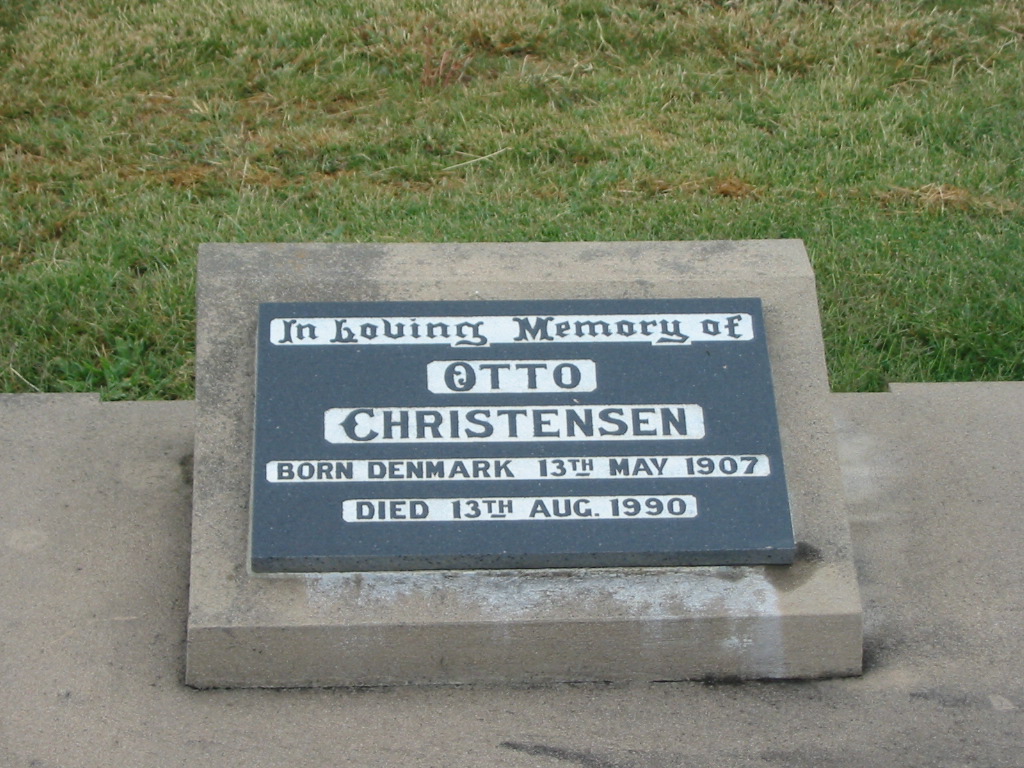 In Loving Memory of
OTTO
CHRISTENSEN
BORN DENMARK 13TH MAY 1907
DIED 13TH AUG. 1990